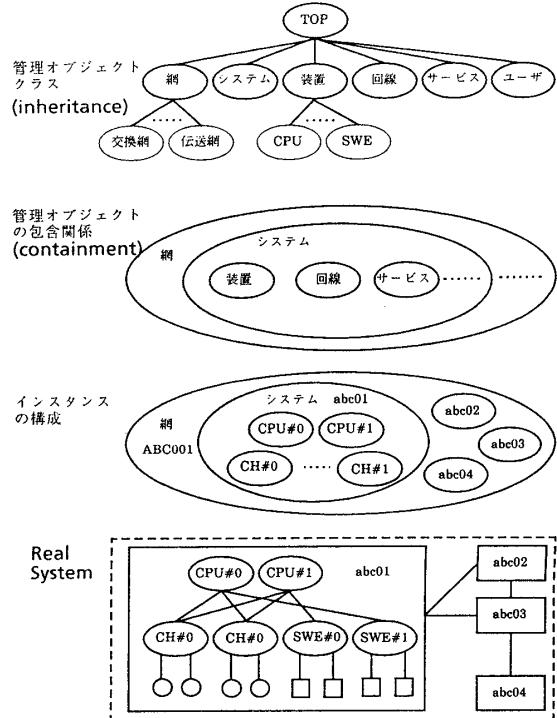 TOP
管理オブジェクト
クラス
(inheritance)
網
システム
装置
回線
サービス
ユーザ
交換網
伝送網
CPU
SWE
管理オブジェクト
の包含関係
(containment)
網
システム
装置
回線
サービス
インスタンス
の構成
網
ABC001
システム abc01
CPU#0
CPU#1
CH#0
CH#1
abc02
abc03
abc04
Real
System
CPU#0
CPU#1
abc01
CH#0
CH#0
SWE#0
SWE#1
abc02
abc03
abc04